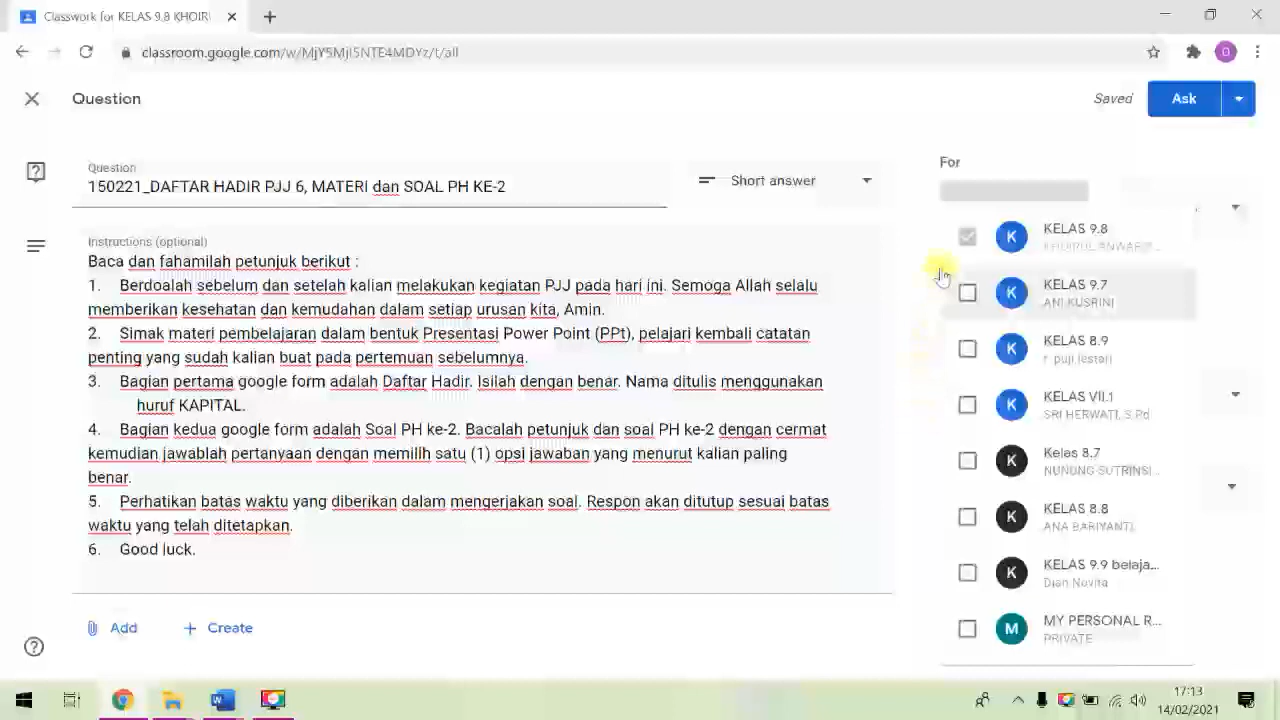 Classwork for KELAS 9.8 KHOIR
classroom.google.com/w/MjY5MjI5NTE4MDYz/t/all
O
Question
Saved
Ask
Question
150221_DAFTAR HADIR PJJ 6, MATERI dan SOAL PH KE-2
Short answer
Instructions (optional)
Baca dan fahamilah petunjuk berikut :
1. Berdoalah sebelum dan setelah kalian melakukan kegiatan PJJ pada hari ini. Semoga Allah selalu
memberikan kesehatan dan kemudahan dalam setiap urusan kita, Amin.
2. Simak materi pembelajaran dalam bentuk Presentasi Power Point (PPt), pelajari kembali catatan
penting yang sudah kalian buat pada pertemuan sebelumnya.
3. Bagian pertama google form adalah Daftar Hadir. Isilah dengan benar. Nama ditulis menggunakan
huruf KAPITAL.
4. Bagian kedua google form adalah Soal PH ke-2. Bacalah petunjuk dan soal PH ke-2 dengan cermat
kemudian jawablah pertanyaan dengan memilih satu (1) opsi jawaban yang menurut kalian paling
benar.
5. Perhatikan batas waktu yang diberikan dalam mengerjakan soal. Respon akan ditutup sesuai batas
waktu yang telah ditetapkan.
6. Good luck.
Add
Create
For
K
KELAS 9.8
KHOIRUL ANWAR
K
KELAS 9.7
ANI KUSRINI
K
KELAS 8.9
r puji lestari
K
KELAS VII.1
SRI HERWATI, S.Pd
K
Kelas 8.7
NUNUNG SUTRINSI...
K
KELAS 8.8
ANA BARIYANTI,
K
KELAS 9.9 belaja...
Dian Novita
M
MY PERSONAL R...
PRIVATE
17:13
14/02/2021